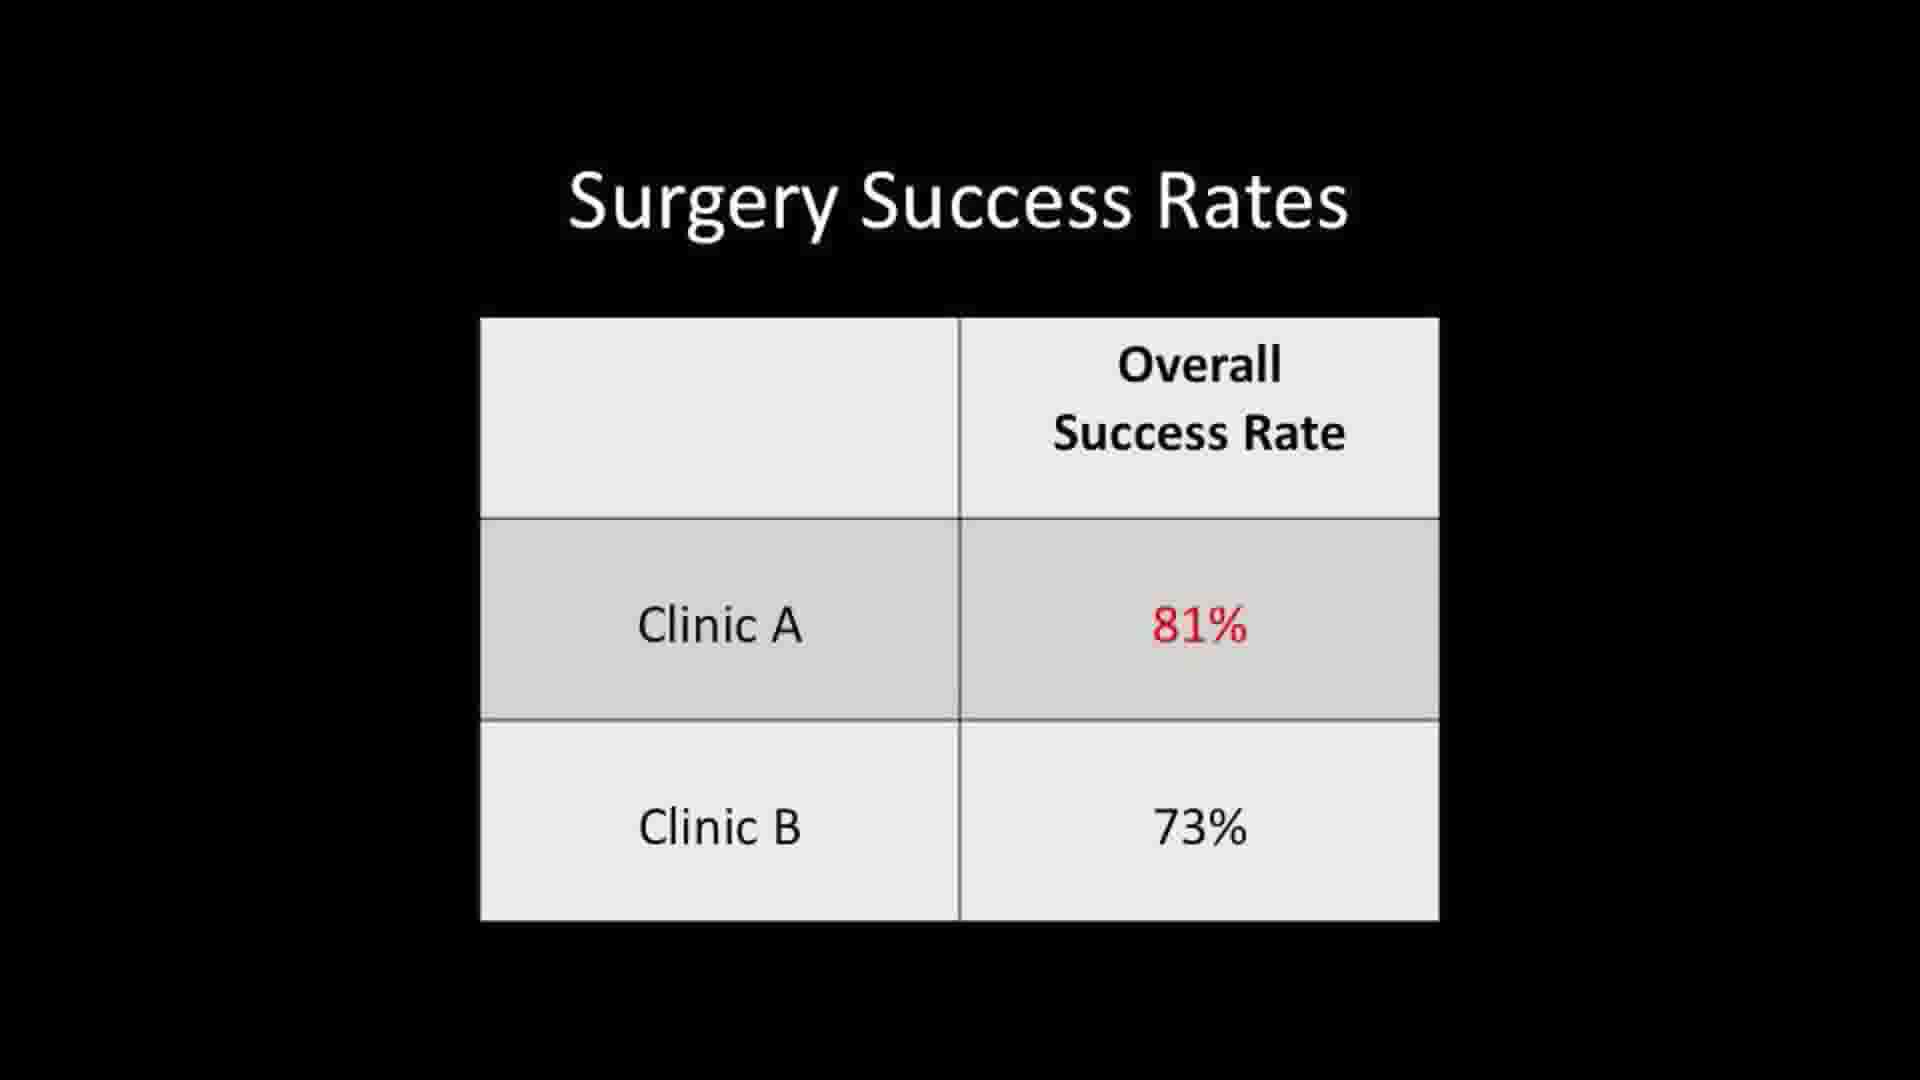 Surgery Success Rates
Overall
Success Rate
Clinic A
81%
Clinic B
73%